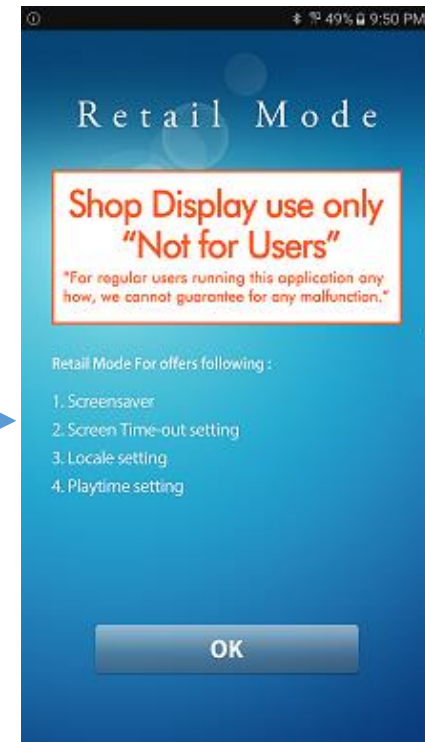 49% 9:50 PM
Retail Mode
Shop Display use only
“Not for Users”
"For regular users running this application any
how, we cannot guarantee for any malfunction."
Retail Mode For offers following :
1. Screensaver
2. Screen Time-out setting
3. Locale setting
4. Playtime setting
OK